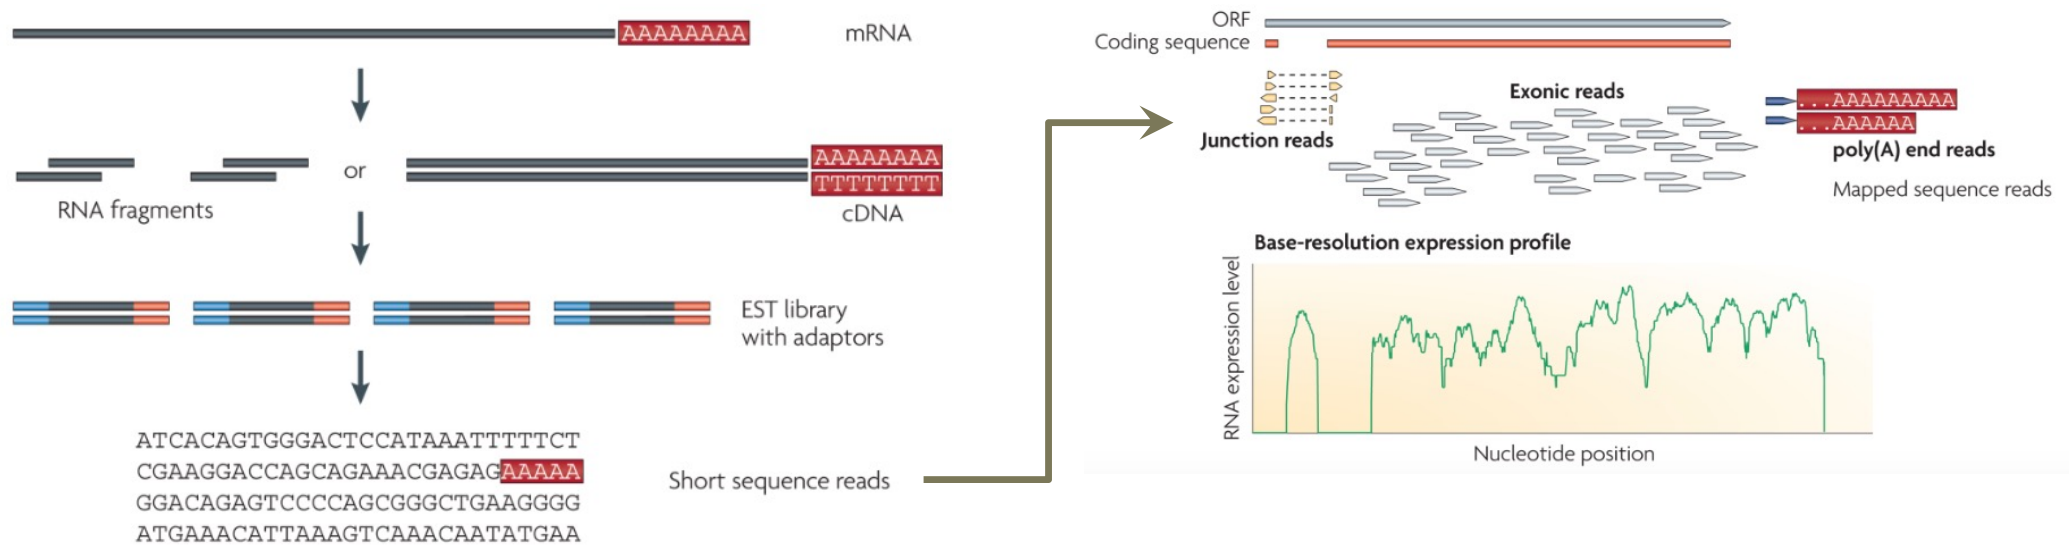 AAAAAAAA
mRNA
or
AAAAAAAA
TTTTTTTT
RNA fragments
cDNA
EST library
with adaptors
ATCACAGTGGGACTCCATAAATTTTTCT
CGAAGGACCAGCAGAAACGAGAGAAAAA
GGACAGAGTCCCCAGCGGGCTGAAGGGG
ATGAAACATTAAAGTCAAACAATATGAA
Short sequence reads
ORF
Coding sequence
Junction reads
Exonic reads
...AAAAAAAAA
...AAAAAA
poly(A) end reads
Mapped sequence reads
Base-resolution expression profile
RNA expression level
Nucleotide position